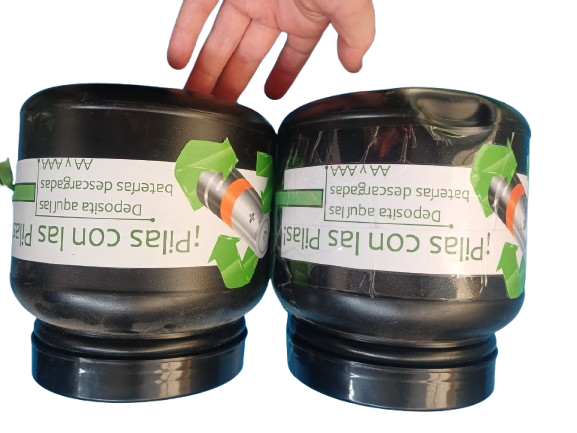 ¡Pilas con las Pilas
Deposita aquí las
baterías descargadas
AA y AAA
¡Pilas con las Pilas!
Deposita aquí las
baterías descargadas
AA y AAA